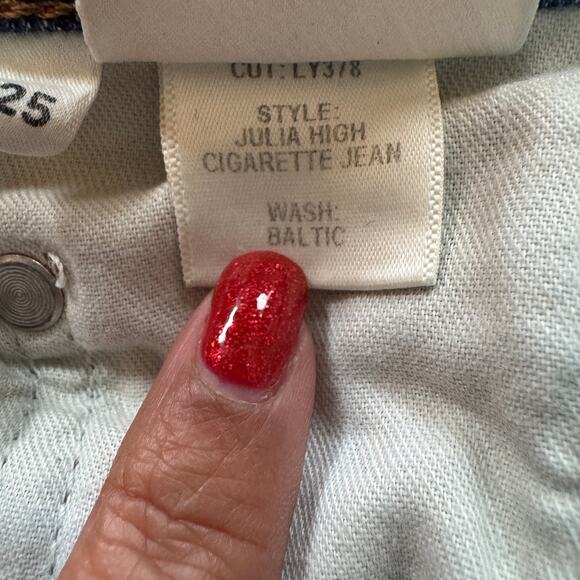 CUT: LY378
25
STYLE:
JULIA HIGH
CIGARETTE JEAN
WASH:
BALTIC